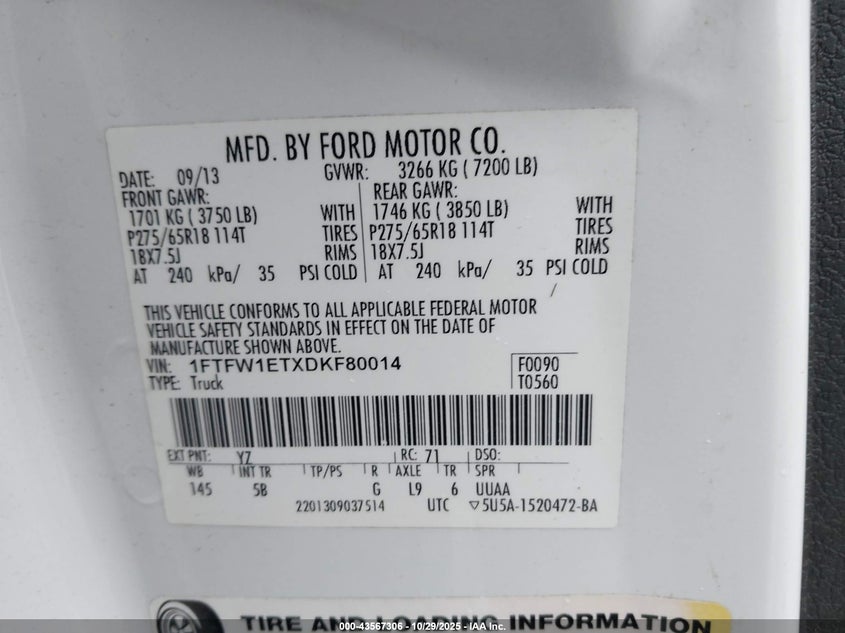 MFD. BY FORD MOTOR CO.
DATE: 09/13 GVWR: 3266 KG ( 7200 LB)
FRONT GAWR: REAR GAWR:
1701 KG ( 3750 LB) WITH 1746 KG ( 3850 LB) WITH
P275/65R18 114T TIRES P275/65R18 114T TIRES
18X7.5J RIMS 18X7.5J RIMS
AT 240 kPa/ 35 PSI COLD AT 240 kPa/ 35 PSI COLD
/
THIS VEHICLE CONFORMS TO ALL APPLICABLE FEDERAL MOTOR
VEHICLE SAFETY STANDARDS IN EFFECT ON THE DATE OF
MANUFACTURE SHOWN ABOVE.
VIN: 1FTFW1ETXDKF80014 F0090
TYPE: Truck T0560
EXT PNT: YZ RC: 71 DSO:
WB INT TR TP/PS R AXLE TR SPR
145 5B G L9 6 UUAA
2201309037514 UTC ▽5U5A-1520472-BA
TIRE AND LOADING INFORMATION
000-43567306 - 10/29/2025 - IAA Inc.